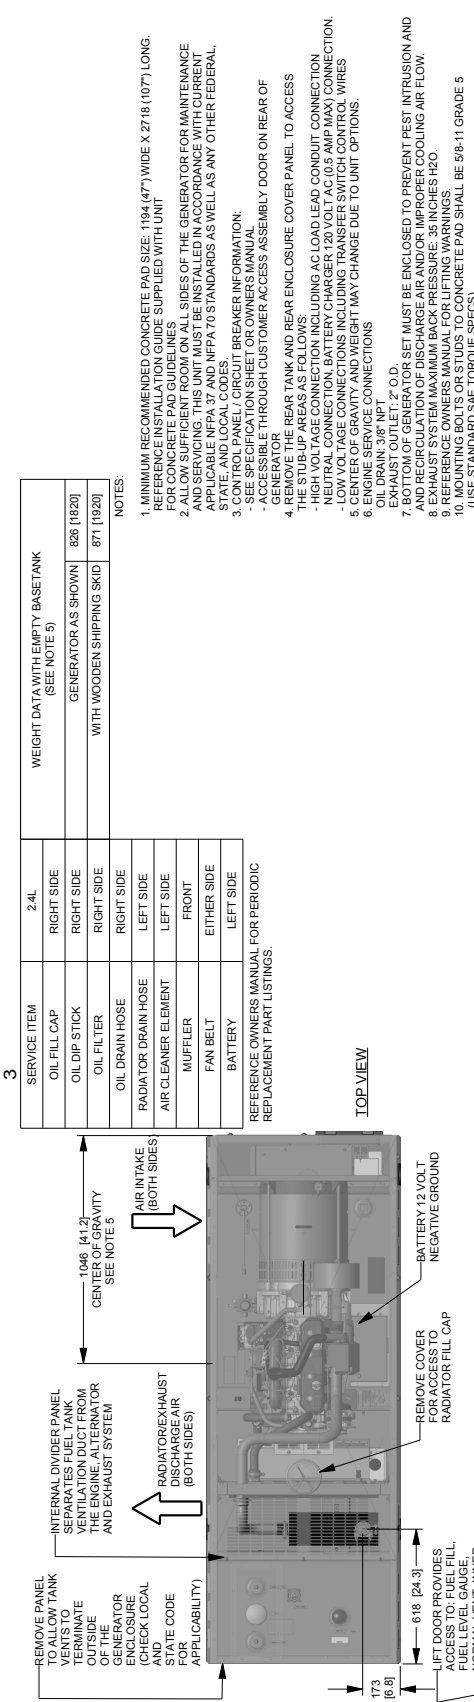 3
SERVICE ITEM 2.4L
OIL FILL CAP RIGHT SIDE
OIL DIP STICK RIGHT SIDE
OIL FILTER RIGHT SIDE
OIL DRAIN HOSE RIGHT SIDE
RADIATOR DRAIN HOSE LEFT SIDE
AIR CLEANER ELEMENT LEFT SIDE
MUFFLER FRONT
FAN BELT EITHER SIDE
BATTERY LEFT SIDE
REFERENCE OWNERS MANUAL FOR PERIODIC
REPLACEMENT PART LISTINGS.
WEIGHT DATA WITH EMPTY BASETANK
(SEE NOTE 5)
GENERATOR AS SHOWN 826 [1820]
WITH WOODEN SHIPPING SKID 871 [1920]
NOTES:
1. MINIMUM RECOMMENDED CONCRETE PAD SIZE: 1194 (47") WIDE X 2718 (107") LONG.
REFERENCE INSTALLATION GUIDE SUPPLIED WITH UNIT
FOR CONCRETE PAD GUIDELINES
2. ALLOW SUFFICIENT ROOM ON ALL SIDES OF THE GENERATOR FOR MAINTENANCE
AND SERVICING. THIS UNIT MUST BE INSTALLED IN ACCORDANCE WITH CURRENT
APPLICABLE NFPA 37 AND NFPA 70 STANDARDS AS WELL AS ANY OTHER FEDERAL,
STATE, AND LOCAL CODES.
3. CONTROL PANEL / CIRCUIT BREAKER INFORMATION:
- SEE SPECIFICATION SHEET OR OWNERS MANUAL
- ACCESSIBLE THROUGH CUSTOMER ACCESS ASSEMBLY DOOR ON REAR OF
GENERATOR
4. REMOVE THE REAR TANK AND REAR ENCLOSURE COVER PANEL TO ACCESS
THE STUB-UP AREAS AS FOLLOWS:
- HIGH VOLTAGE CONNECTION INCLUDING AC LOAD LEAD CONDUIT CONNECTION
NEUTRAL CONNECTION, BATTERY CHARGER 120 VOLT AC (0.5 AMP MAX) CONNECTION.
- LOW VOLTAGE CONNECTIONS INCLUDING TRANSFER SWITCH CONTROL WIRES
5. CENTER OF GRAVITY AND WEIGHT MAY CHANGE DUE TO UNIT OPTIONS.
6. ENGINE SERVICE CONNECTIONS
OIL DRAIN: 3/8" NPT
EXHAUST OUTLET: 2" O.D.
7. BOTTOM OF GENERATOR SET MUST BE ENCLOSED TO PREVENT PEST INTRUSION AND
AND RECIRCULATION OF DISCHARGE AIR AND/OR IMPROPER COOLING AIR FLOW.
8. EXHAUST SYSTEM MAXIMUM BACK PRESSURE: 35 INCHES H2O.
9. REFERENCE OWNERS MANUAL FOR LIFTING WARNINGS.
10. MOUNTING BOLTS OR STUDS TO CONCRETE PAD SHALL BE 5/8-11 GRADE 5
(USE STANDARD SAE TORQUE SPECS)
REMOVE PANEL
TO ALLOW TANK
VENTS TO
TERMINATE
OUTSIDE
OF THE
GENERATOR
ENCLOSURE
(CHECK LOCAL
AND
STATE CODE
FOR
APPLICABILITY)
INTERNAL DIVIDER PANEL
SEPARATES FUEL TANK
VENTILATION DUCT FROM
THE ENGINE, ALTERNATOR
AND EXHAUST SYSTEM
RADIATOR/EXHAUST
DISCHARGE AIR
(BOTH SIDES)
1046 [41.2]
CENTER OF GRAVITY
SEE NOTE 5
AIR INTAKE
(BOTH SIDES)
TOP VIEW
BATTERY 12 VOLT
NEGATIVE GROUND
REMOVE COVER
FOR ACCESS TO
RADIATOR FILL CAP
618 [24.3]
173
[6.8]
LIFT DOOR PROVIDES
ACCESS TO: FUEL FILL,
FUEL LEVEL GAUGE,